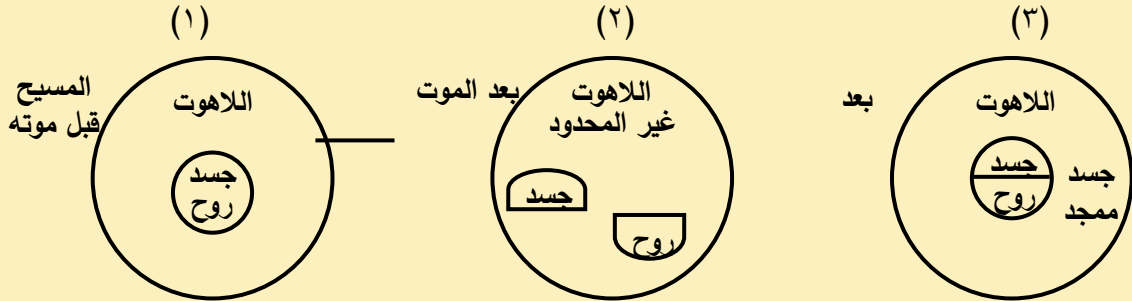 (١)
المسيح
قبل موته
اللاهوت
جسد
روح
(٢)
بعد الموت
اللاهوت
غير المحدود
جسد
روح
(٣)
بعد
اللاهوت
جسد
روح
جسد
ممجد